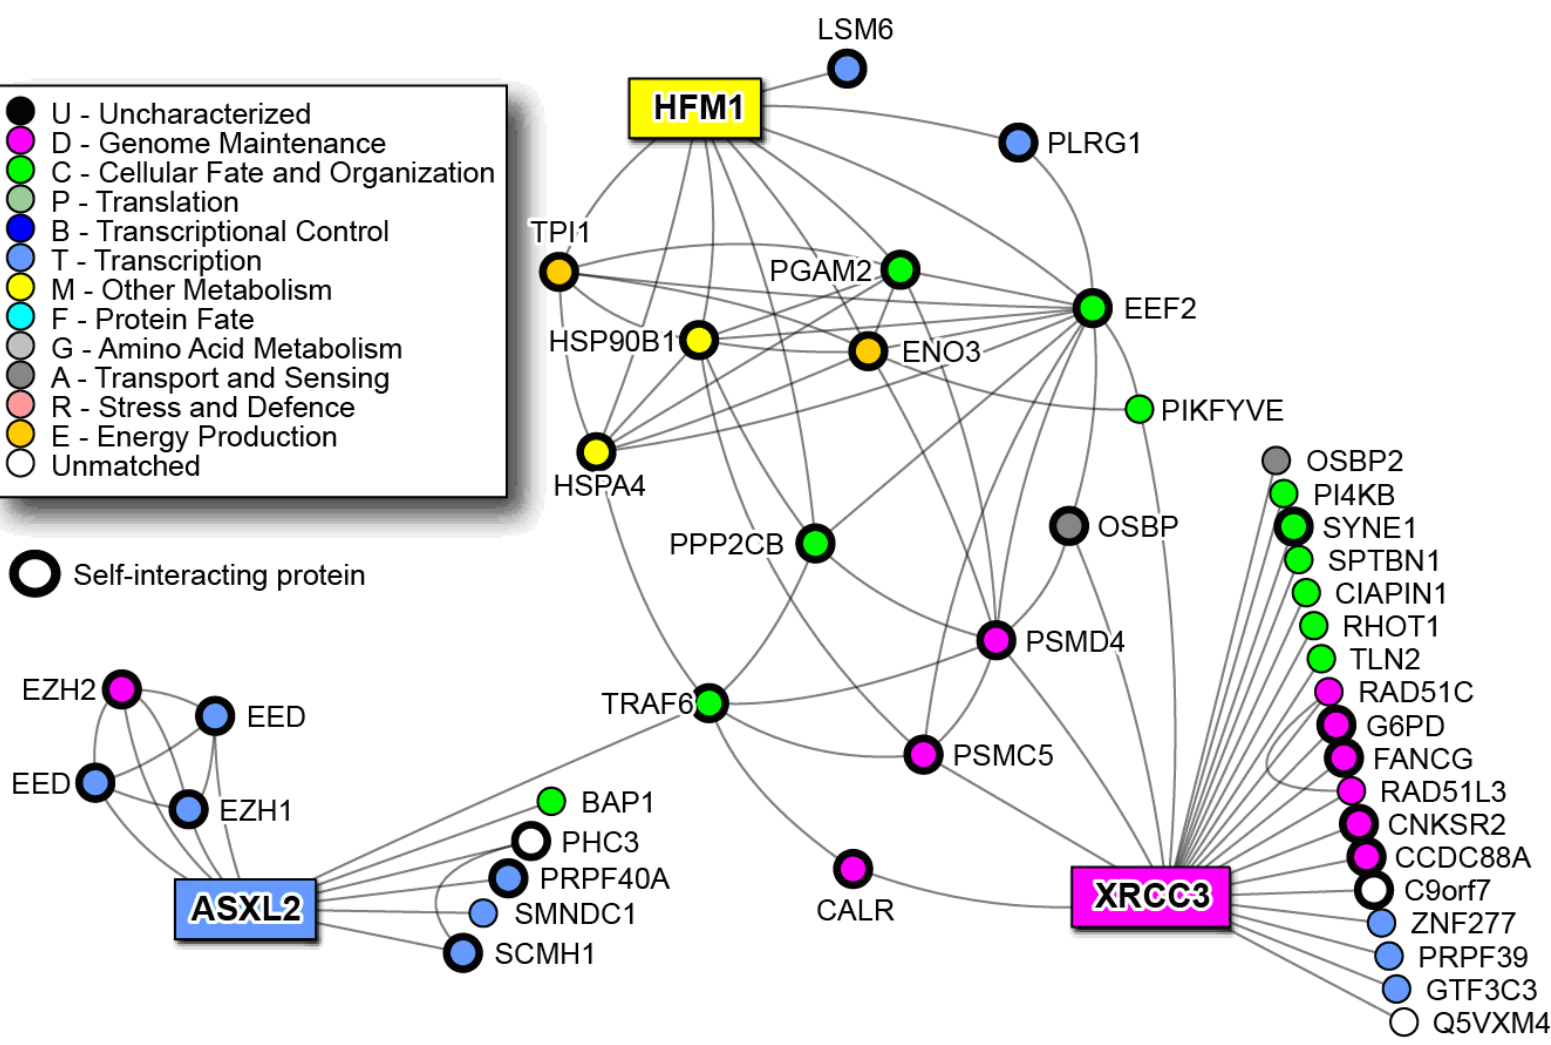 LSM6
HFM1
PLRG1
U - Uncharacterized
D - Genome Maintenance
C - Cellular Fate and Organization
P - Translation
B - Transcriptional Control
T - Transcription
M - Other Metabolism
F - Protein Fate
G - Amino Acid Metabolism
A - Transport and Sensing
R - Stress and Defence
E - Energy Production
Unmatched
Self-interacting protein
TPI1
PGAM2
EEF2
HSP90B1
ENO3
PIKFYVE
HSPA4
OSBP
PPP2CB
PSMD4
TRAF6
PSMC5
CALR
OSBP2
PI4KB
SYNE1
SPTBN1
CIAPIN1
RHOT1
TLN2
RAD51C
G6PD
FANCG
RAD51L3
CNKSR2
CCDC88A
C9orf7
ZNF277
PRPF39
GTF3C3
Q5VXM4
XRCC3
EZH2
EED
EED
EZH1
BAP1
PHC3
PRPF40A
SMNDC1
SCMH1
ASXL2